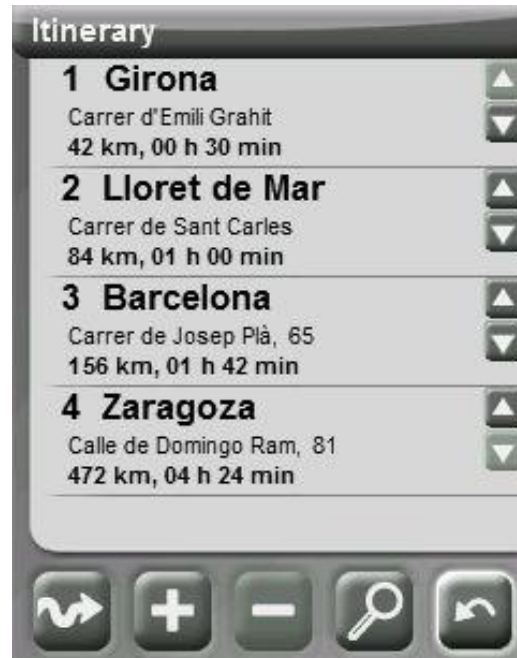 Itinerary
1 Girona
Carrer d'Emili Grahit
42 km, 00 h 30 min
2 Lloret de Mar
Carrer de Sant Carles
84 km, 01 h 00 min
3 Barcelona
Carrer de Josep Plà, 65
156 km, 01 h 42 min
4 Zaragoza
Calle de Domingo Ram, 81
472 km, 04 h 24 min